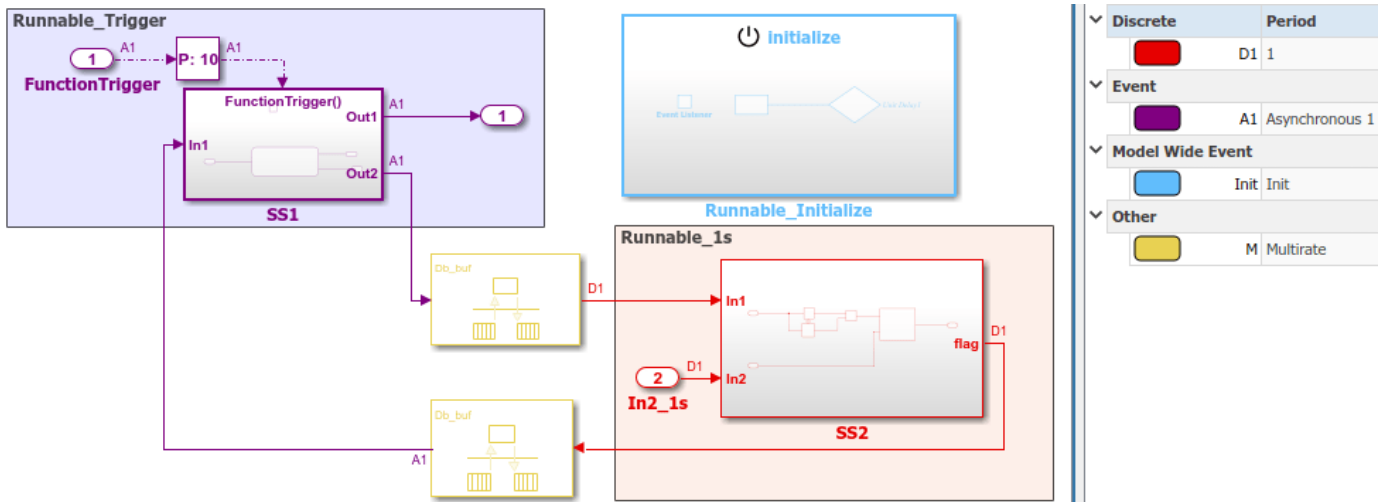 Runnable_Trigger
1
A1
P: 10
A1
FunctionTrigger
FunctionTrigger()
In1
Out1
A1
1
Out2
A1
SS1
initialize
Event Listener
Unit Delay1
Runnable_Initialize
Runnable_1s
Db_buf
D1
In1
2
D1
In2
In2_1s
flag
D1
SS2
Db_buf
A1
Discrete Period
D1 1
Event
A1 Asynchronous 1
Model Wide Event
Init Init
Other
M Multirate